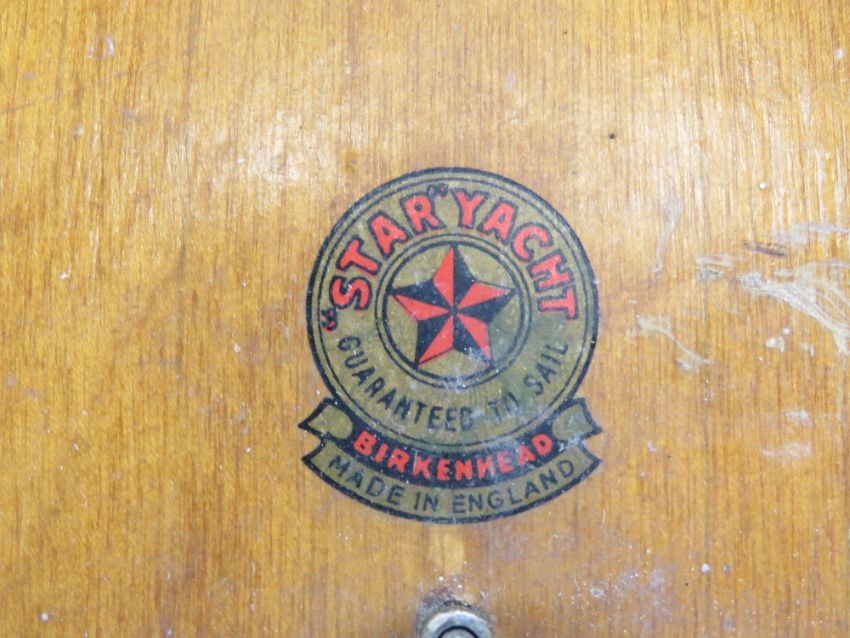 "STAR" YACHT
GUARANTEED TO SAIL
BIRKENHEAD
MADE IN ENGLAND